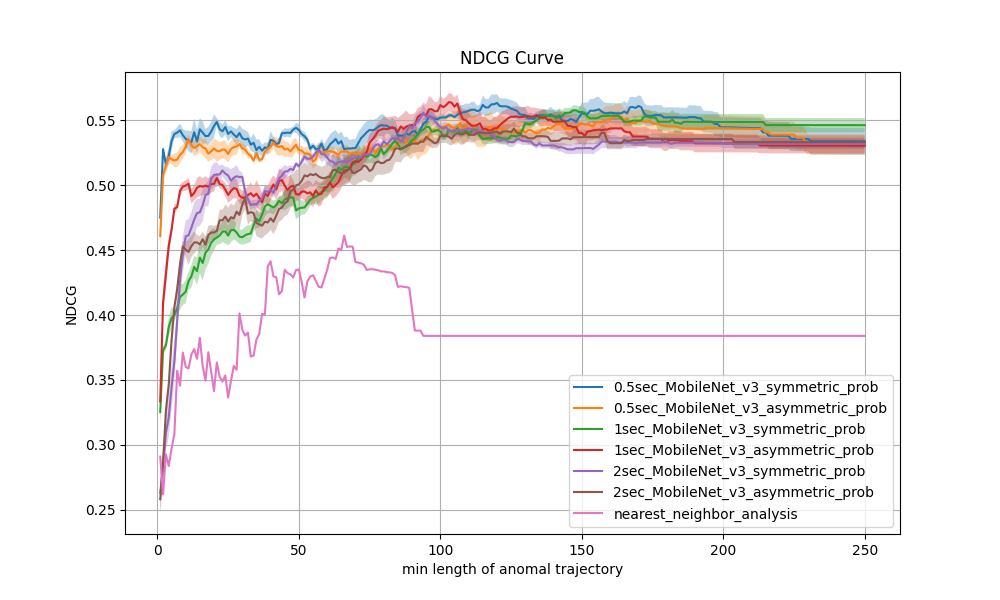 NDCG Curve
NDCG
0.55
0.50
0.45
0.40
0.35
0.30
0.25
0.5sec_MobileNet_v3_symmetric_prob
0.5sec_MobileNet_v3_asymmetric_prob
1sec_MobileNet_v3_symmetric_prob
1sec_MobileNet_v3_asymmetric_prob
2sec_MobileNet_v3_symmetric_prob
2sec_MobileNet_v3_asymmetric_prob
nearest_neighbor_analysis
0 50 100 150 200 250
min length of anomal trajectory